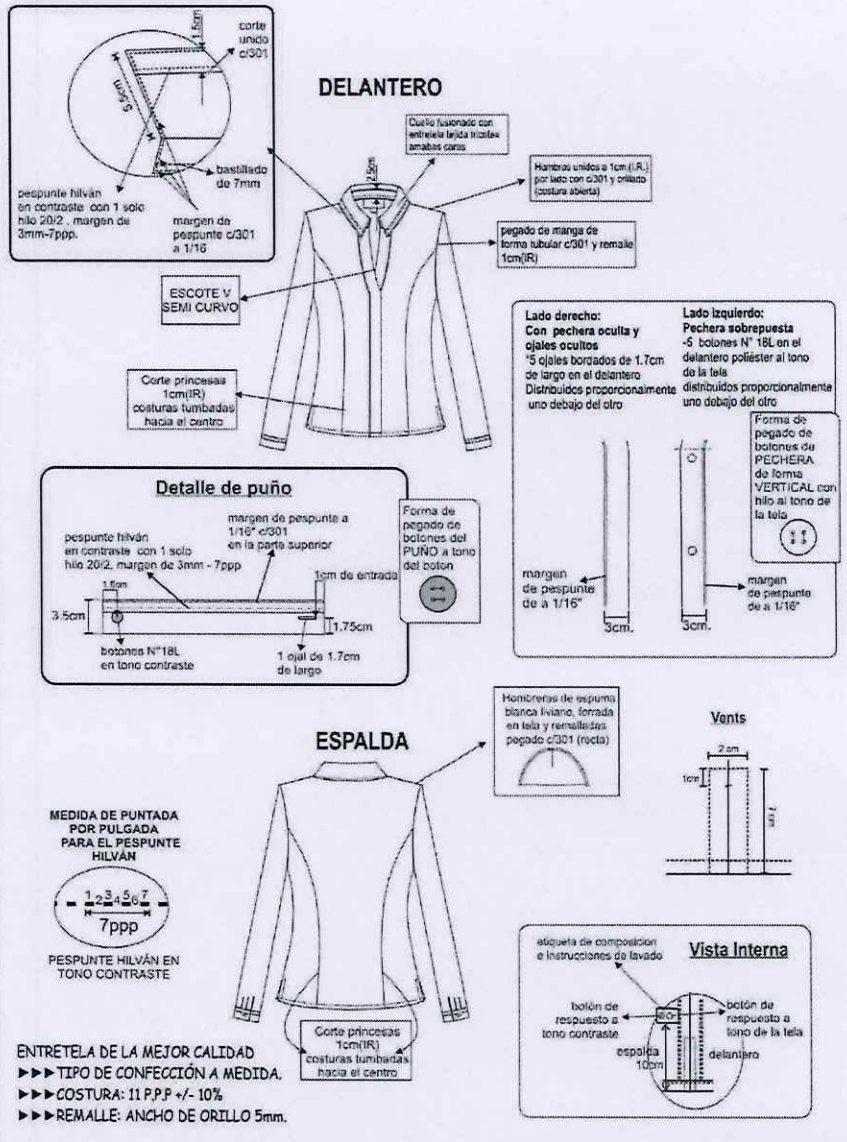 1.5cm
corte
unido
c/301
5.5cm
bastillado
de 7mm
pespunte hilván
en contraste con 1 solo
hilo 20/2 , margen de
3mm-7ppp.
margen de
pespunte c/301
a 1/16
DELANTERO
Cuello fusionado con
entretela tejida tricotex
amabas caras
2.5cm
Hombros unidos a 1cm (I.R.)
por lado con c/301 y orillado
(costura abierta)
pegado de manga de
forma tubular c/301 y remalle
1cm(IR)
ESCOTE V
SEMI CURVO
Corte princesas
1cm(IR)
costuras tumbadas
hacia el centro
Lado derecho:
Con pechera oculta y
ojales ocultos
*5 ojales bordados de 1.7cm
de largo en el delantero
Distribuidos proporcionalmente
uno debajo del otro
Lado izquierdo:
Pechera sobrepuesta
-5 botones N° 18L en el
delantero poliéster al tono
de la tela
distribuidos proporcionalmente
uno debajo del otro
Forma de
pegado de
botones de
PECHERA
de forma
VERTICAL con
hilo al tono de
la tela
margen
de pespunte
de a 1/16"
3cm.
3cm.
margen
de pespunte
de a 1/16"
Detalle de puño
pespunte hilván
en contraste con 1 solo
hilo 20/2, margen de 3mm - 7ppp
margen de pespunte a
1/16" c/301
en la parte superior
1cm de entrada
1.5cm
3.5cm
1.75cm
botones N°18L
en tono contraste
1 ojal de 1.7cm
de largo
Forma de
pegado de
botones del
PUÑO a tono
del boton
ESPALDA
Hombreras de espuma
blanca liviano, forrada
en tela y remalladas
pegado c/301 (recta)
Vents
2 cm
1cm
7 cm
MEDIDA DE PUNTADA
POR PULGADA
PARA EL PESPUNTE
HILVÁN
1 2 3 4 5 6 7
7ppp
PESPUNTE HILVÁN EN
TONO CONTRASTE
Corte princesas
1cm(IR)
costuras tumbadas
hacia el centro
etiqueta de composicion
e instrucciones de lavado
Vista Interna
botón de
respuesto a
tono contraste
botón de
respuesto a
tono de la tela
espalda
10cm
delantero
ENTRETELA DE LA MEJOR CALIDAD
►►►TIPO DE CONFECCIÓN A MEDIDA.
►►►COSTURA: 11 P.P.P +/- 10%
►►►REMALLE: ANCHO DE ORILLO 5mm.